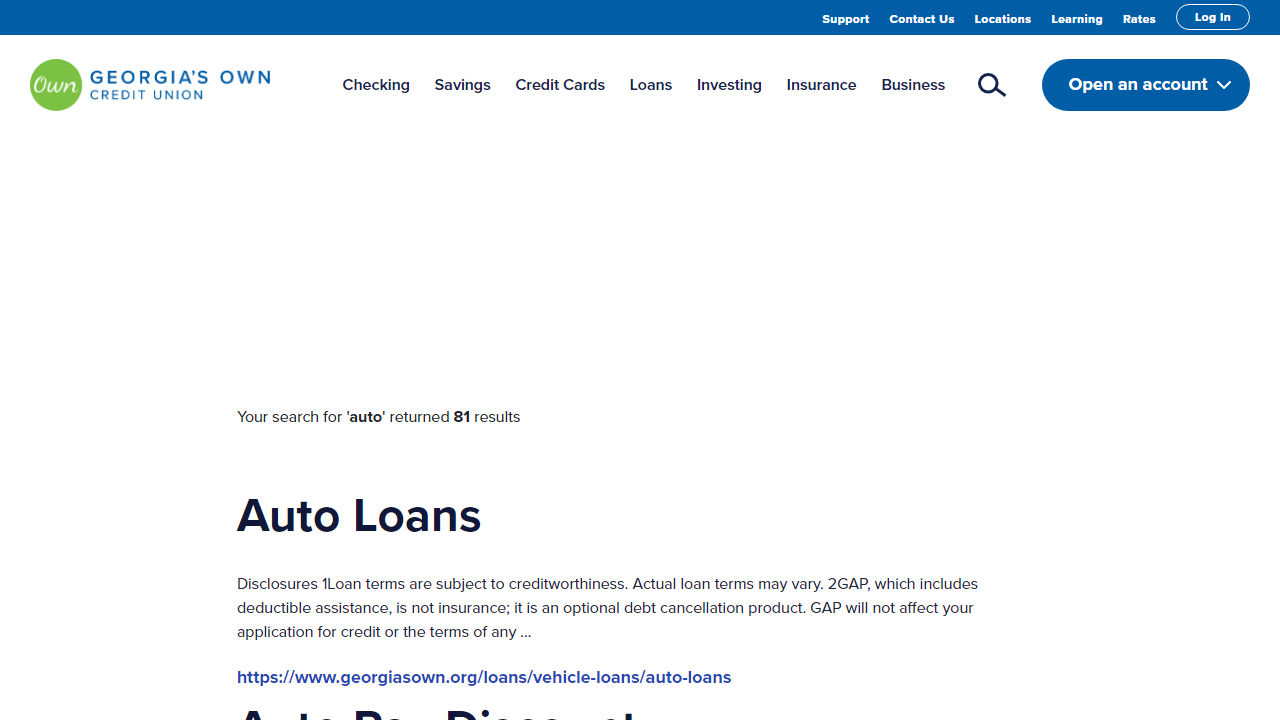 Support Contact Us Locations Learning Rates Log In
Own GEORGIA'S OWN
CREDIT UNION
Checking Savings Credit Cards Loans Investing Insurance Business Open an account
Your search for 'auto' returned 81 results
Auto Loans
Disclosures 1Loan terms are subject to creditworthiness. Actual loan terms may vary. 2GAP, which includes
deductible assistance, is not insurance; it is an optional debt cancellation product. GAP will not affect your
application for credit or the terms of any ...
https://www.georgiasown.org/loans/vehicle-loans/auto-loans
Auto Pay Discount